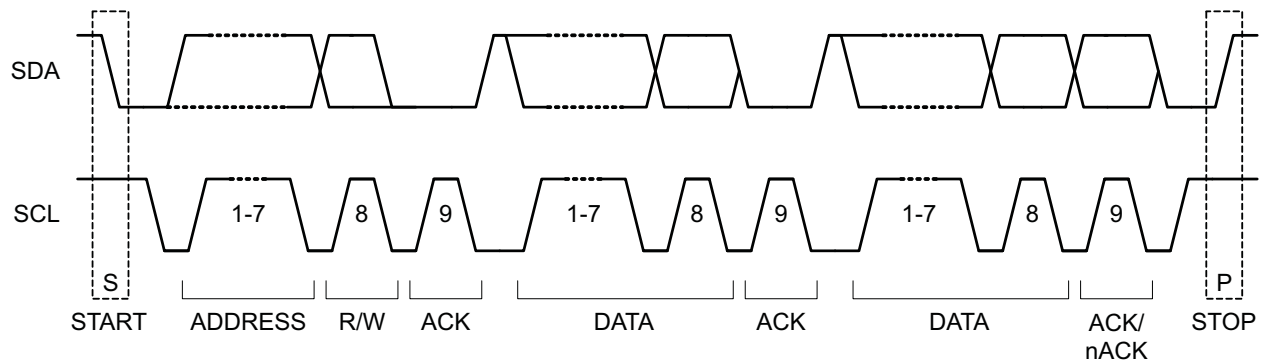 SDA
SCL
1-7
8
9
1-7
8
9
1-7
8
9
S
P
START
ADDRESS
R/W
ACK
DATA
ACK
DATA
ACK/
nACK
STOP